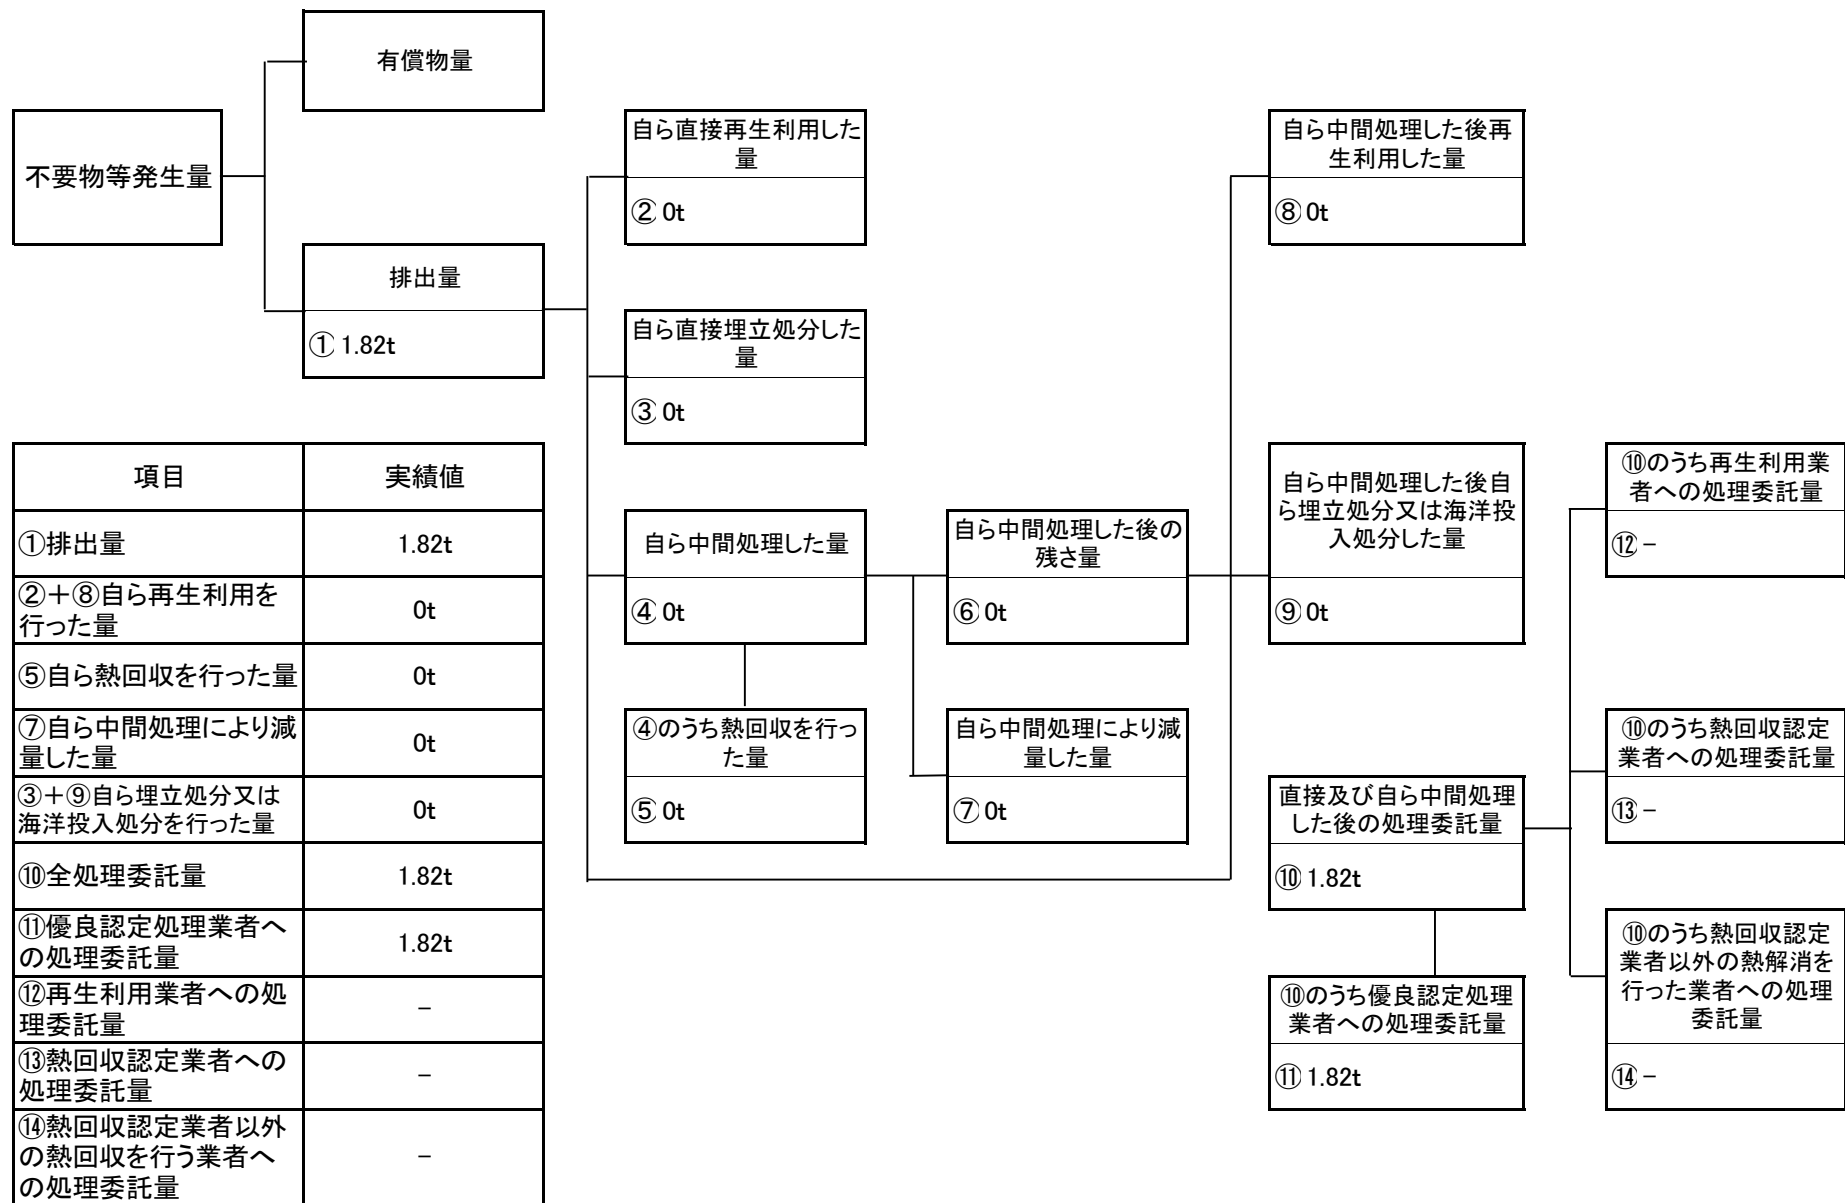 有償物量
不要物等発生量
排出量
① 1.82t
自ら直接再生利用した
量
② 0t
自ら直接埋立処分した
量
③ 0t
自ら中間処理した量
④ 0t
④のうち熱回収を行っ
た量
⑤ 0t
自ら中間処理した後の
残さ量
⑥ 0t
自ら中間処理により減
量した量
⑦ 0t
自ら中間処理した後再
生利用した量
⑧ 0t
自ら中間処理した後自
ら埋立処分又は海洋投
入処分した量
⑨ 0t
直接及び自ら中間処理
した後の処理委託量
⑩ 1.82t
⑩のうち優良認定処理
業者への処理委託量
⑪ 1.82t
⑩のうち再生利用業
者への処理委託量
⑫ −
⑩のうち熱回収認定
業者への処理委託量
⑬ −
⑩のうち熱回収認定
業者以外の熱解消を
行った業者への処理
委託量
⑭ −
項目 実績値
①排出量 1.82t
②＋⑧自ら再生利用を
行った量 0t
⑤自ら熱回収を行った量 0t
⑦自ら中間処理により減
量した量 0t
③＋⑨自ら埋立処分又は
海洋投入処分を行った量 0t
⑩全処理委託量 1.82t
⑪優良認定処理業者へ
の処理委託量 1.82t
⑫再生利用業者への処
理委託量 −
⑬熱回収認定業者への
処理委託量 −
⑭熱回収認定業者以外
の熱回収を行う業者へ
の処理委託量 −